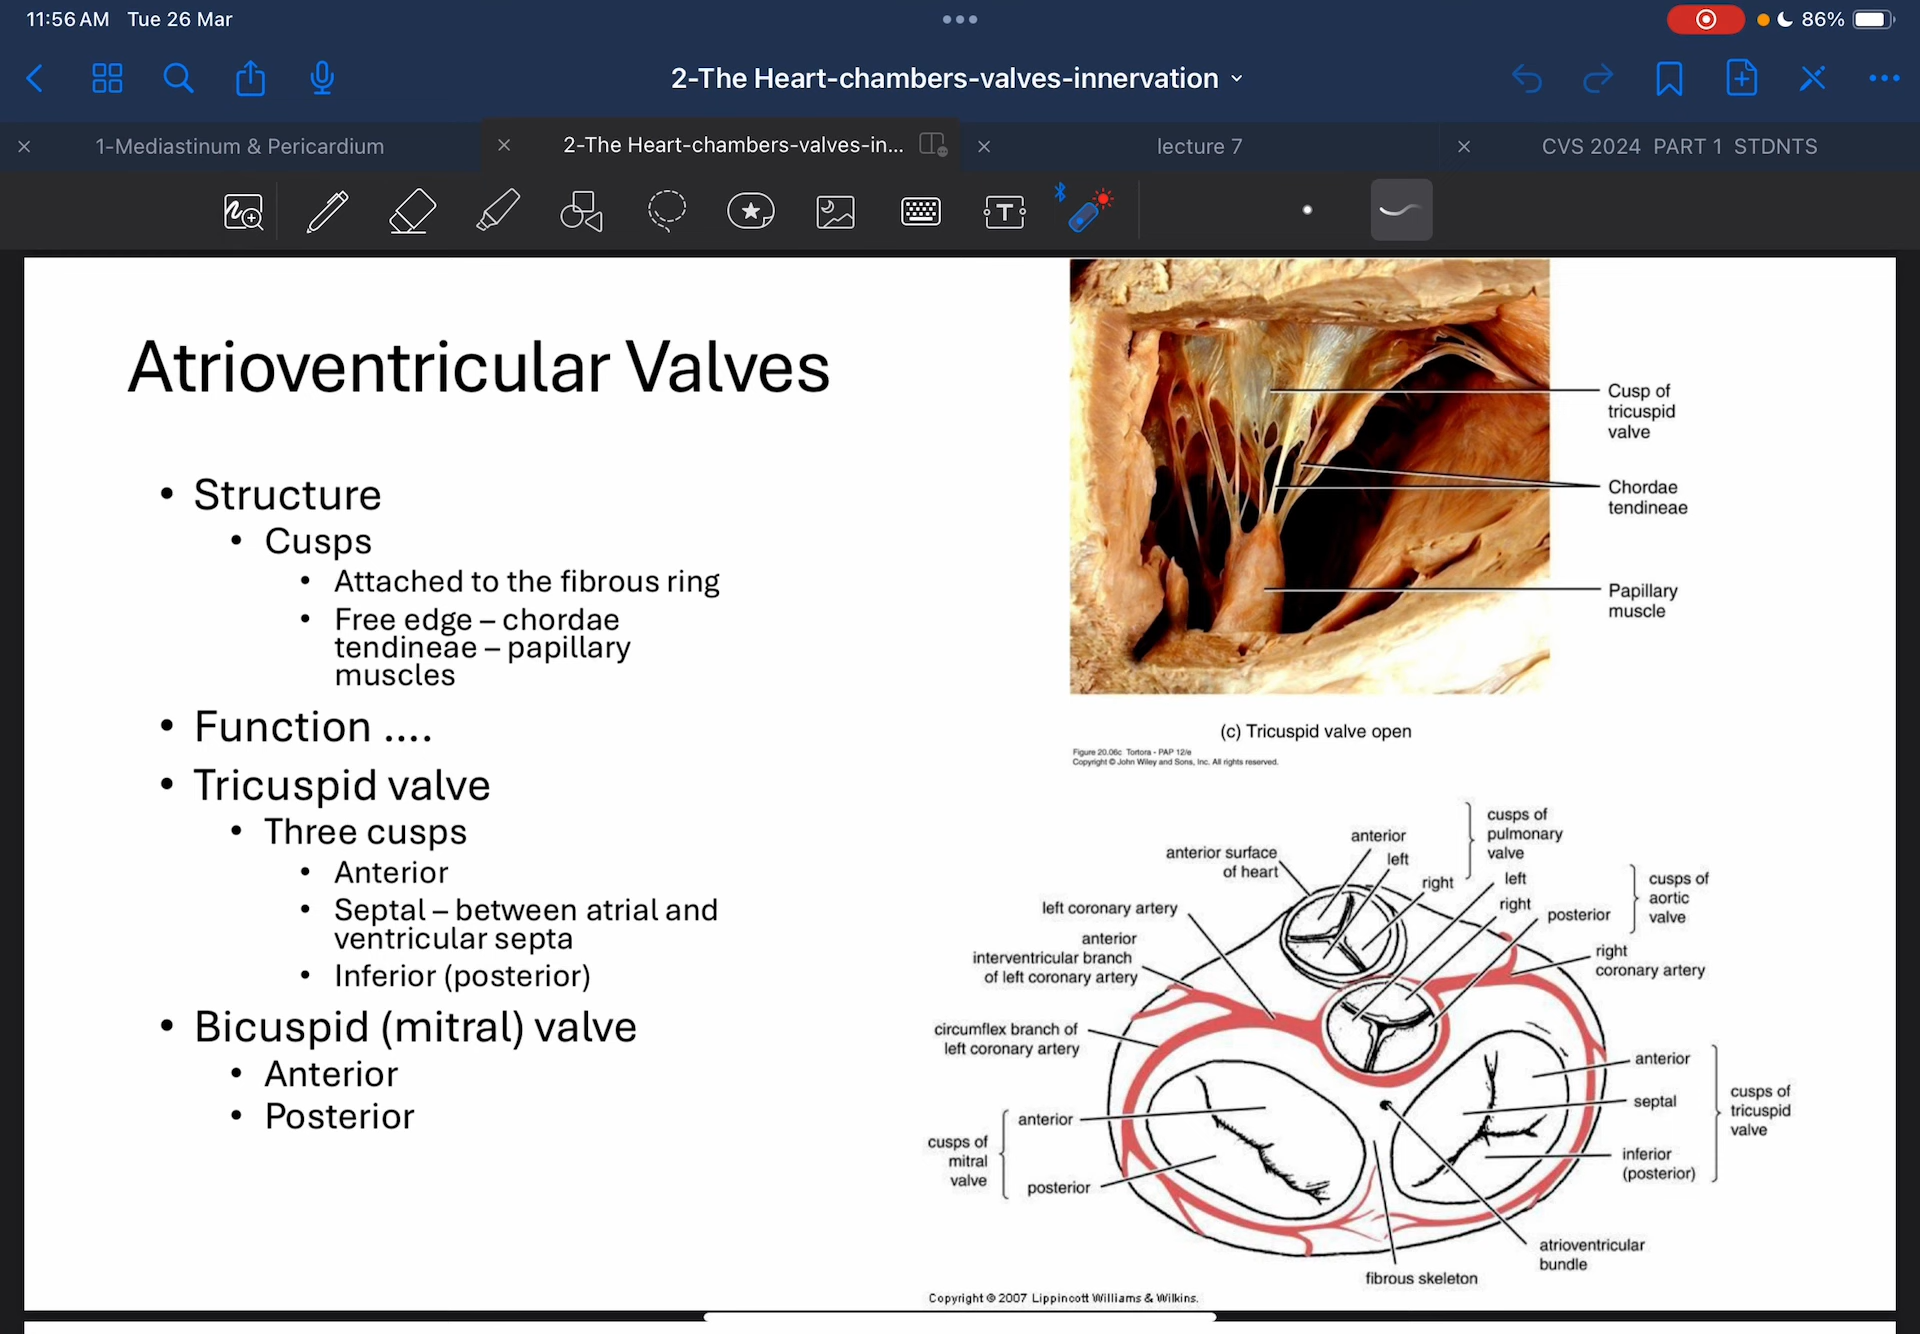 11:56 AM Tue 26 Mar
86%
2-The Heart-chambers-valves-innervation
1-Mediastinum & Pericardium
2-The Heart-chambers-valves-in...
lecture 7
CVS 2024 PART 1 STDNTS
Atrioventricular Valves
• Structure
• Cusps
• Attached to the fibrous ring
• Free edge – chordae
tendineae – papillary
muscles
• Function ....
• Tricuspid valve
• Three cusps
• Anterior
• Septal – between atrial and
ventricular septa
• Inferior (posterior)
• Bicuspid (mitral) valve
• Anterior
• Posterior
Cusp of
tricuspid
valve
Chordae
tendineae
Papillary
muscle
(c) Tricuspid valve open
Figure 20.06c Tortora - PAP 12/e
Copyright © John Wiley and Sons, Inc. All rights reserved.
anterior
left
right
cusps of
pulmonary
valve
anterior surface
of heart
left
right
posterior
cusps of
aortic
valve
left coronary artery
anterior
interventricular branch
of left coronary artery
right
coronary artery
circumflex branch of
left coronary artery
anterior
septal
inferior
(posterior)
cusps of
tricuspid
valve
anterior
posterior
cusps of
mitral
valve
atrioventricular
bundle
fibrous skeleton
Copyright © 2007 Lippincott Williams & Wilkins.